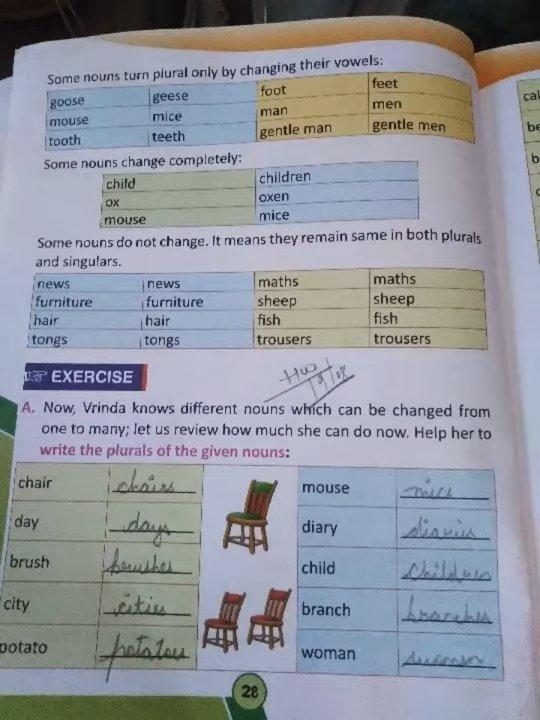 Some nouns turn plural only by changing their vowels:
goose geese foot feet
mouse mice man men
tooth teeth gentle man gentle men
Some nouns change completely:
child children
ox oxen
mouse mice
Some nouns do not change. It means they remain same in both plurals
and singulars.
news news maths maths
furniture furniture sheep sheep
hair hair fish fish
tongs tongs trousers trousers
EXERCISE
HW
A. Now, Vrinda knows different nouns which can be changed from
one to many; let us review how much she can do now. Help her to
write the plurals of the given nouns:
chair chairs mouse mice
day days diary diaries
brush brushes child Children
city cities branch branches
potato potatoes woman
28